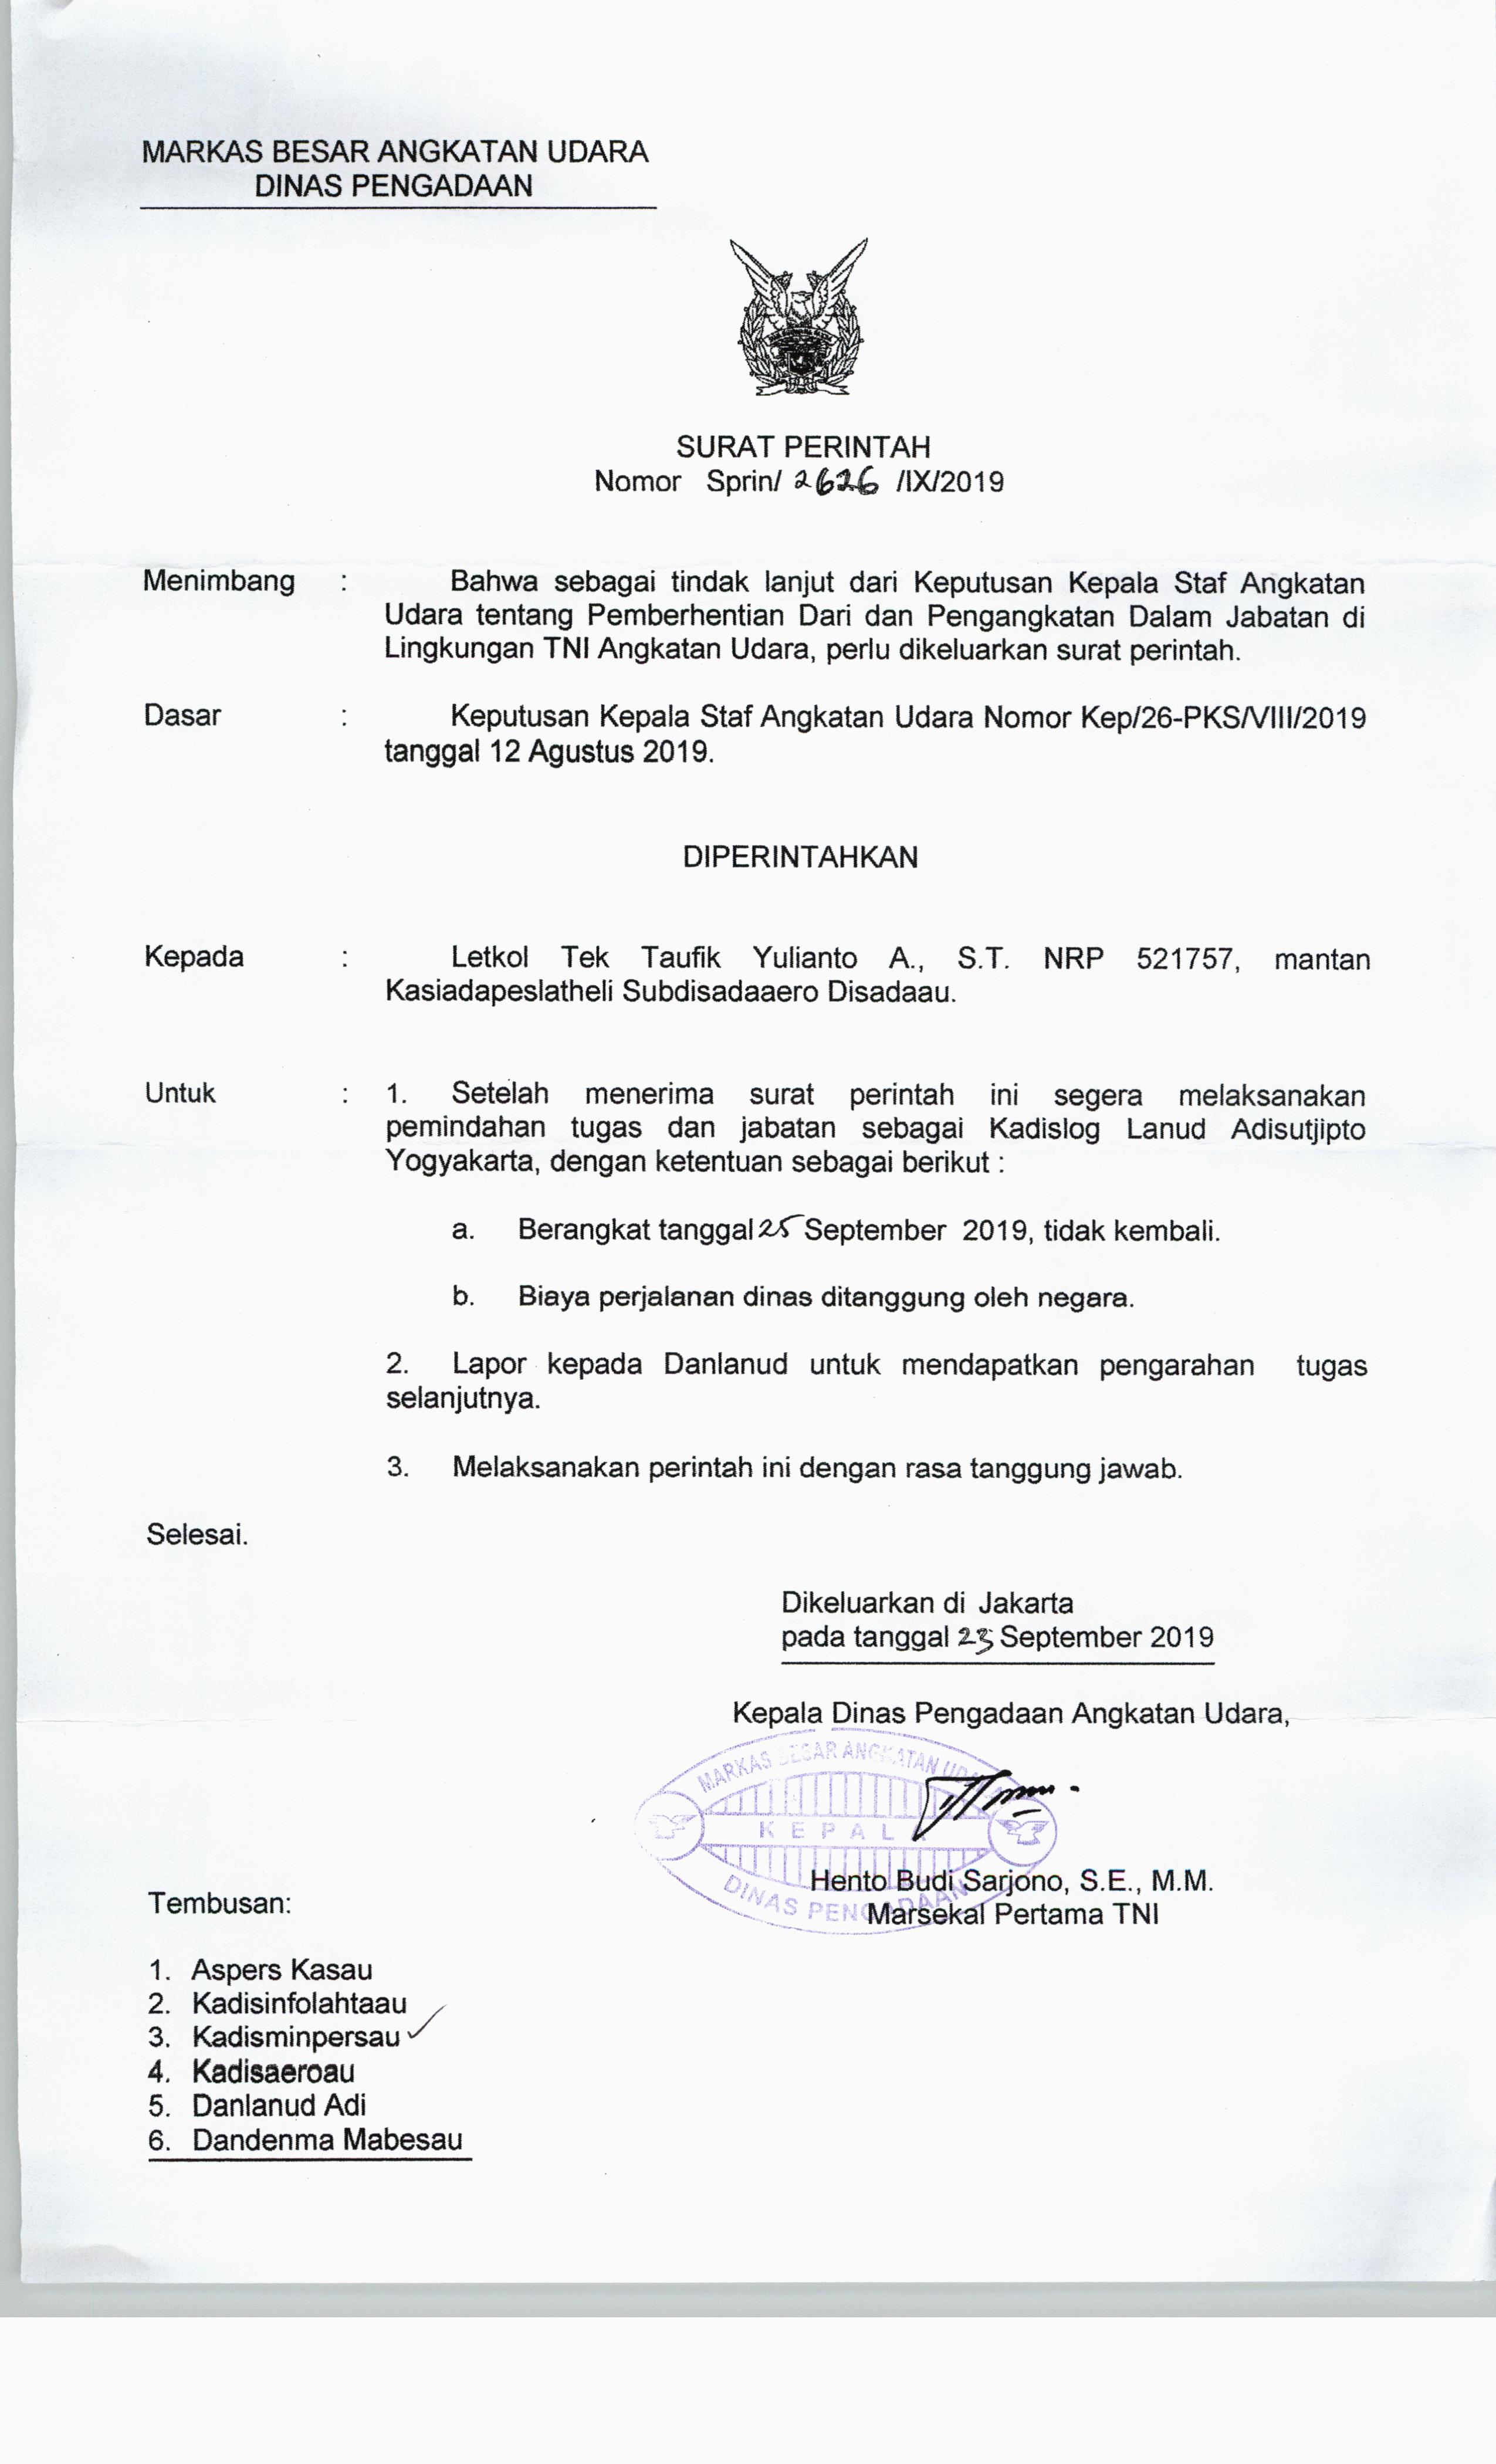 MARKAS BESAR ANGKATAN UDARA
DINAS PENGADAAN
SURAT PERINTAH
Nomor Sprin/ 2626 /IX/2019
Menimbang : Bahwa sebagai tindak lanjut dari Keputusan Kepala Staf Angkatan
Udara tentang Pemberhentian Dari dan Pengangkatan Dalam Jabatan di
Lingkungan TNI Angkatan Udara, perlu dikeluarkan surat perintah.
Dasar : Keputusan Kepala Staf Angkatan Udara Nomor Kep/26-PKS/VIII/2019
tanggal 12 Agustus 2019.
DIPERINTAHKAN
Kepada : Letkol Tek Taufik Yulianto A., S.T. NRP 521757, mantan
Kasiadapeslatheli Subdisadaaero Disadaau.
Untuk : 1. Setelah menerima surat perintah ini segera melaksanakan
pemindahan tugas dan jabatan sebagai Kadislog Lanud Adisutjipto
Yogyakarta, dengan ketentuan sebagai berikut :
a. Berangkat tanggal 25 September 2019, tidak kembali.
b. Biaya perjalanan dinas ditanggung oleh negara.
2. Lapor kepada Danlanud untuk mendapatkan pengarahan tugas
selanjutnya.
3. Melaksanakan perintah ini dengan rasa tanggung jawab.
Selesai.
Dikeluarkan di Jakarta
pada tanggal 23 September 2019
Kepala Dinas Pengadaan Angkatan Udara,
MARKAS BESAR ANGKATAN UDARA
KEPALA
DINAS PENGADAAN
Hento Budi Sarjono, S.E., M.M.
Marsekal Pertama TNI
Tembusan:
1. Aspers Kasau
2. Kadisinfolahtaau
3. Kadisminpersau
4. Kadisaeroau
5. Danlanud Adi
6. Dandenma Mabesau